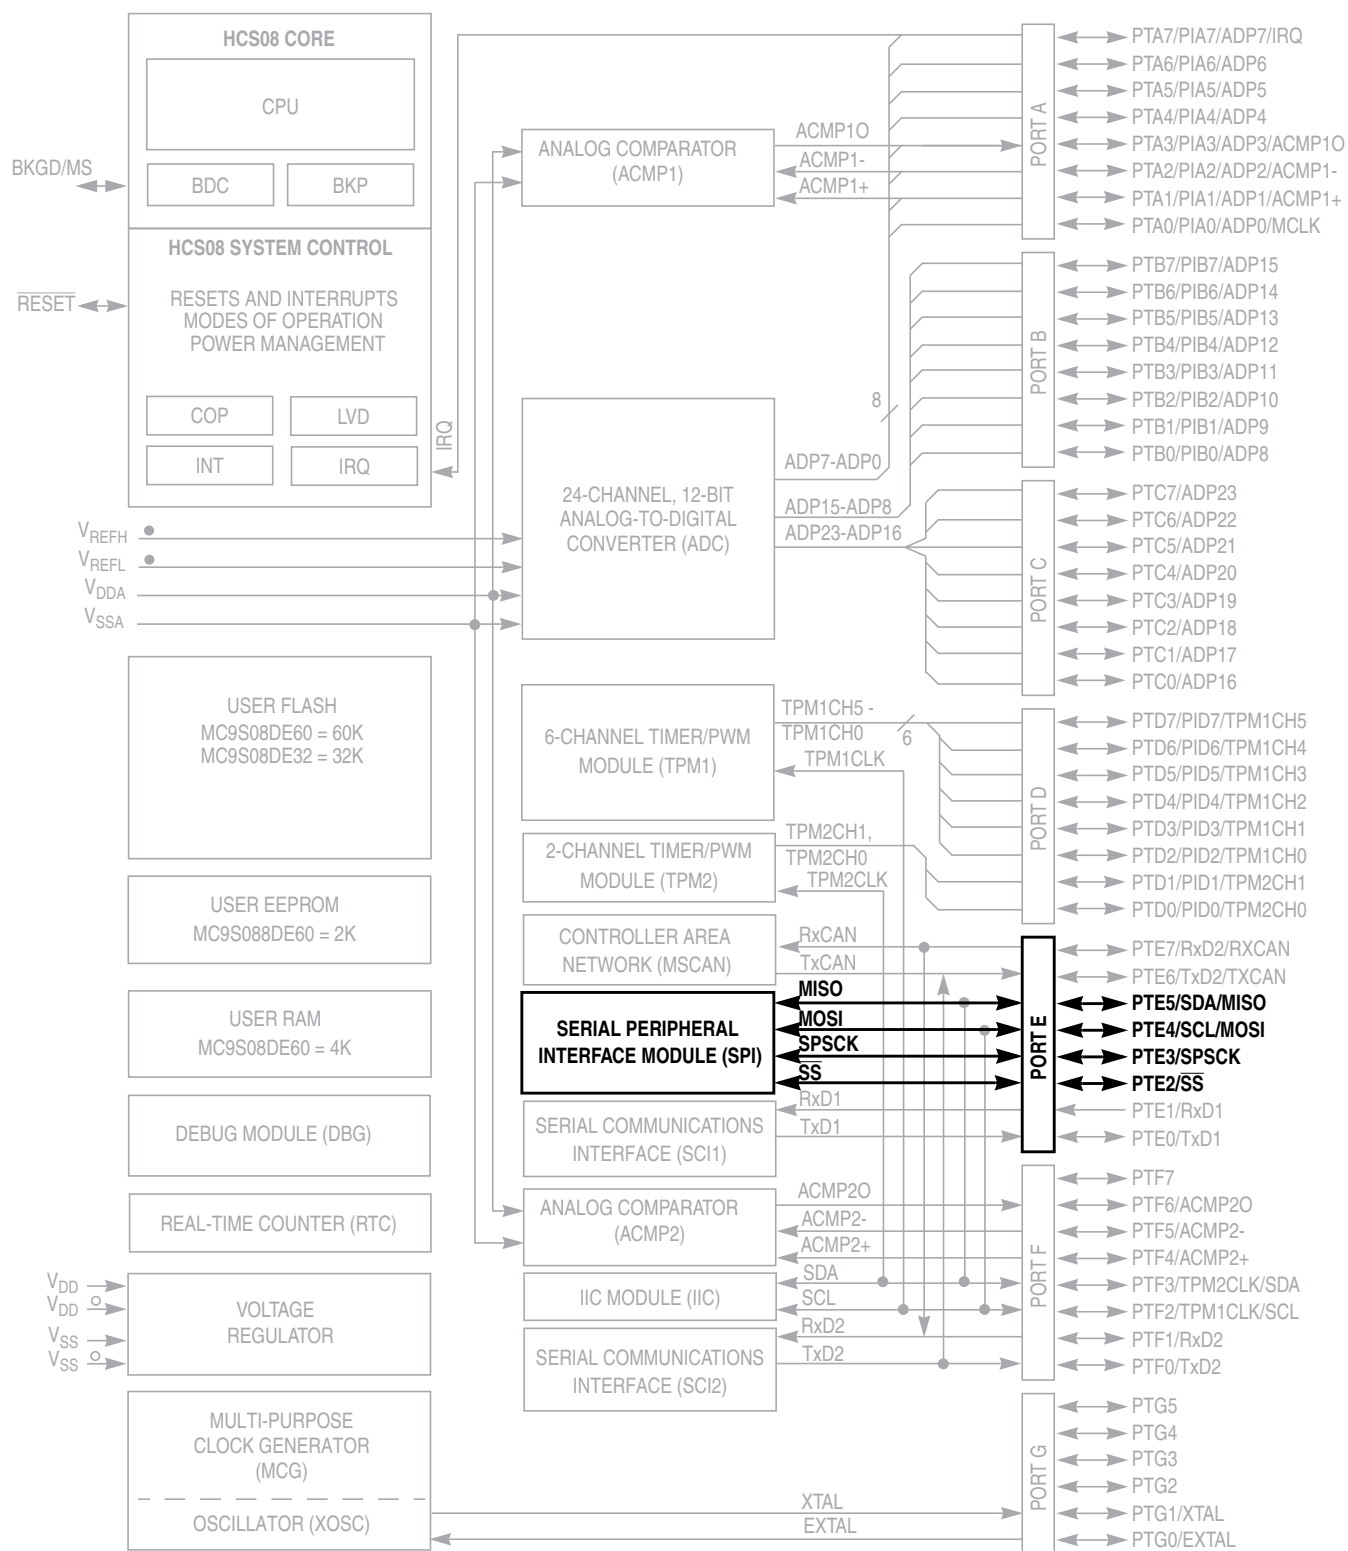 HCS08 CORE
CPU
BDC
BKP
BKGD/MS
HCS08 SYSTEM CONTROL
RESETS AND INTERRUPTS
MODES OF OPERATION
POWER MANAGEMENT
RESET
COP
LVD
INT
IRQ
IRQ
VREFH
VREFL
VDDA
VSSA
USER FLASH
MC9S08DE60 = 60K
MC9S08DE32 = 32K
USER EEPROM
MC9S088DE60 = 2K
USER RAM
MC9S08DE60 = 4K
DEBUG MODULE (DBG)
REAL-TIME COUNTER (RTC)
VDD
VDD
VSS
VSS
VOLTAGE
REGULATOR
MULTI-PURPOSE
CLOCK GENERATOR
(MCG)
OSCILLATOR (XOSC)
ANALOG COMPARATOR
(ACMP1)
ACMP1O
ACMP1-
ACMP1+
24-CHANNEL, 12-BIT
ANALOG-TO-DIGITAL
CONVERTER (ADC)
8
ADP7-ADP0
ADP15-ADP8
ADP23-ADP16
6-CHANNEL TIMER/PWM
MODULE (TPM1)
TPM1CH5 -
TPM1CH0
6
TPM1CLK
2-CHANNEL TIMER/PWM
MODULE (TPM2)
TPM2CH1,
TPM2CH0
TPM2CLK
CONTROLLER AREA
NETWORK (MSCAN)
RxCAN
TxCAN
SERIAL PERIPHERAL
INTERFACE MODULE (SPI)
MISO
MOSI
SPSCK
SS
SERIAL COMMUNICATIONS
INTERFACE (SCI1)
RxD1
TxD1
ANALOG COMPARATOR
(ACMP2)
ACMP2O
ACMP2-
ACMP2+
IIC MODULE (IIC)
SDA
SCL
SERIAL COMMUNICATIONS
INTERFACE (SCI2)
RxD2
TxD2
XTAL
EXTAL
PORT A
PTA7/PIA7/ADP7/IRQ
PTA6/PIA6/ADP6
PTA5/PIA5/ADP5
PTA4/PIA4/ADP4
PTA3/PIA3/ADP3/ACMP1O
PTA2/PIA2/ADP2/ACMP1-
PTA1/PIA1/ADP1/ACMP1+
PTA0/PIA0/ADP0/MCLK
PORT B
PTB7/PIB7/ADP15
PTB6/PIB6/ADP14
PTB5/PIB5/ADP13
PTB4/PIB4/ADP12
PTB3/PIB3/ADP11
PTB2/PIB2/ADP10
PTB1/PIB1/ADP9
PTB0/PIB0/ADP8
PORT C
PTC7/ADP23
PTC6/ADP22
PTC5/ADP21
PTC4/ADP20
PTC3/ADP19
PTC2/ADP18
PTC1/ADP17
PTC0/ADP16
PORT D
PTD7/PID7/TPM1CH5
PTD6/PID6/TPM1CH4
PTD5/PID5/TPM1CH3
PTD4/PID4/TPM1CH2
PTD3/PID3/TPM1CH1
PTD2/PID2/TPM1CH0
PTD1/PID1/TPM2CH1
PTD0/PID0/TPM2CH0
PORT E
PTE7/RxD2/RXCAN
PTE6/TxD2/TXCAN
PTE5/SDA/MISO
PTE4/SCL/MOSI
PTE3/SPSCK
PTE2/SS
PTE1/RxD1
PTE0/TxD1
PORT F
PTF7
PTF6/ACMP2O
PTF5/ACMP2-
PTF4/ACMP2+
PTF3/TPM2CLK/SDA
PTF2/TPM1CLK/SCL
PTF1/RxD2
PTF0/TxD2
PORT G
PTG5
PTG4
PTG3
PTG2
PTG1/XTAL
PTG0/EXTAL